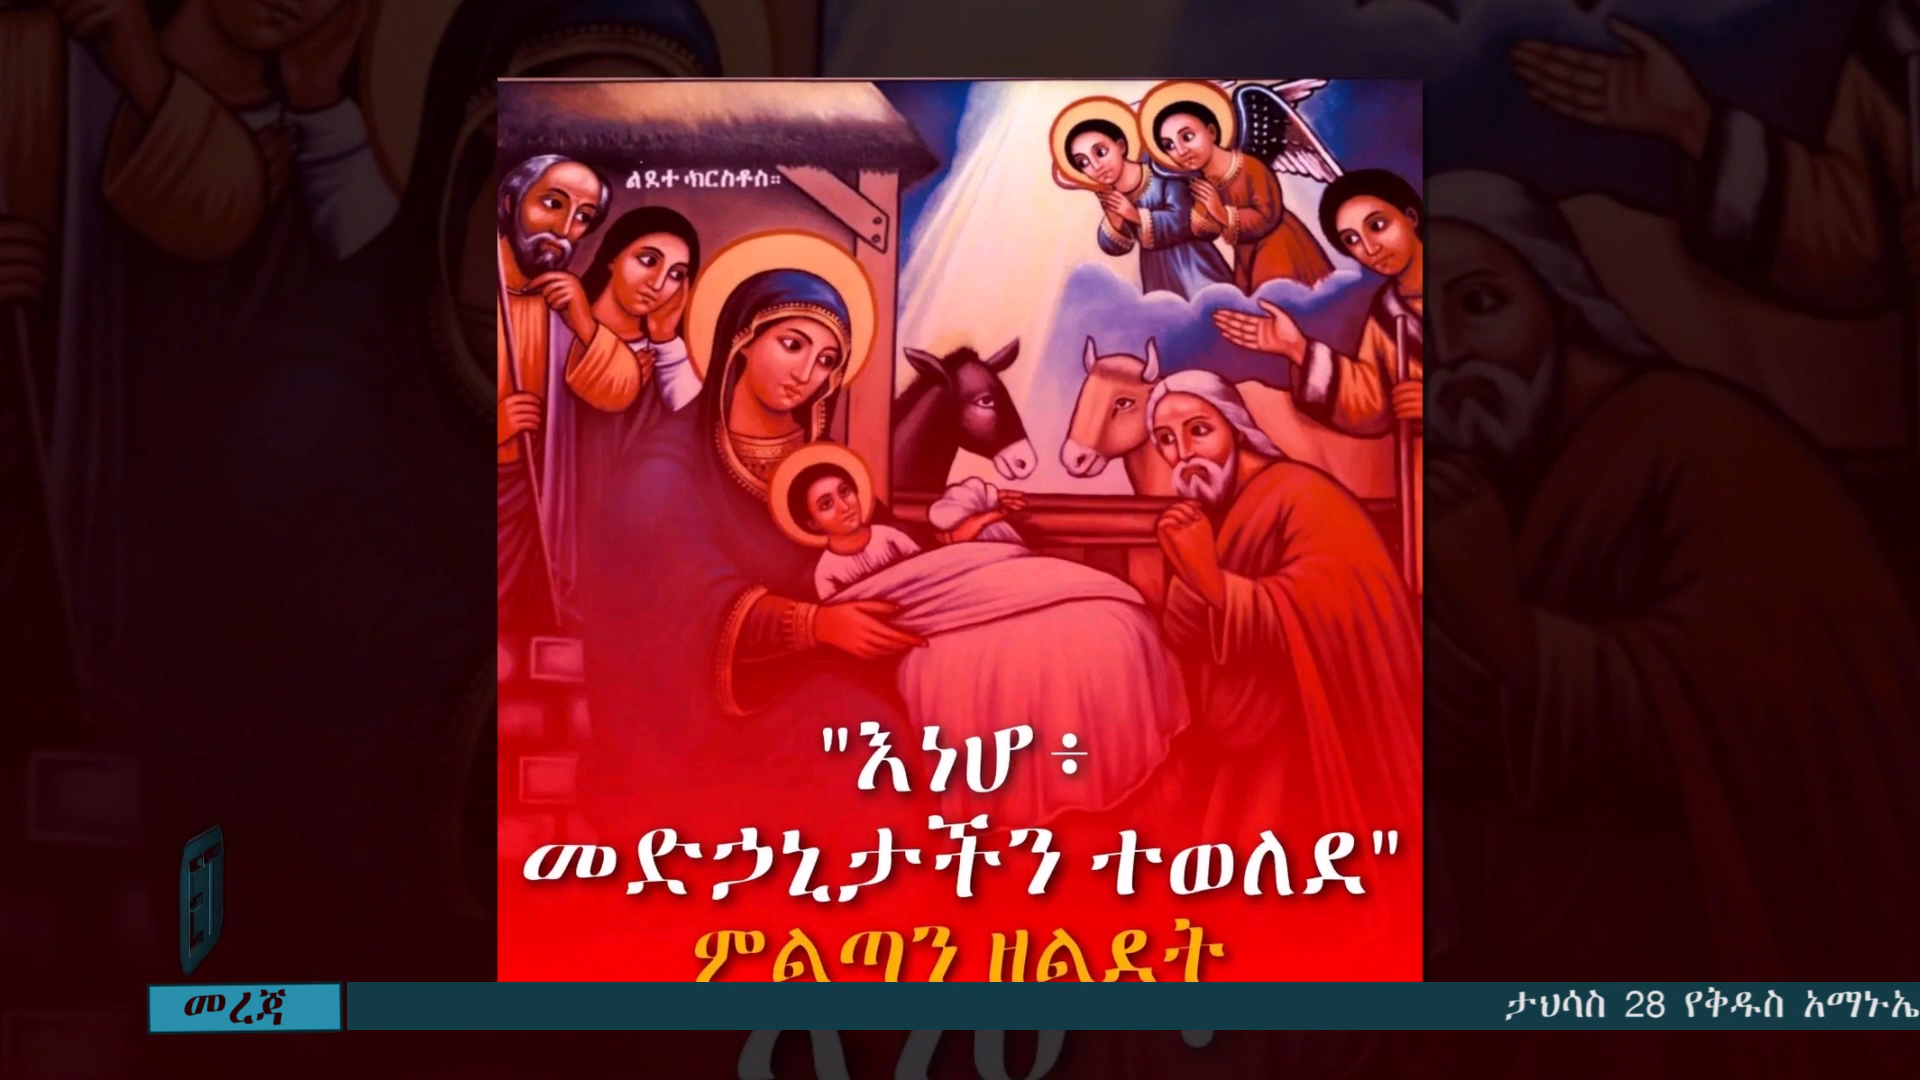 ልደተ ክርስቶስ።
"እነሆ ፥
መድኃኒታችን ተወለደ"
ምልጣን ዘልደት
መረጃ
ታህሳስ 28 የቅዱስ አማኑኤ